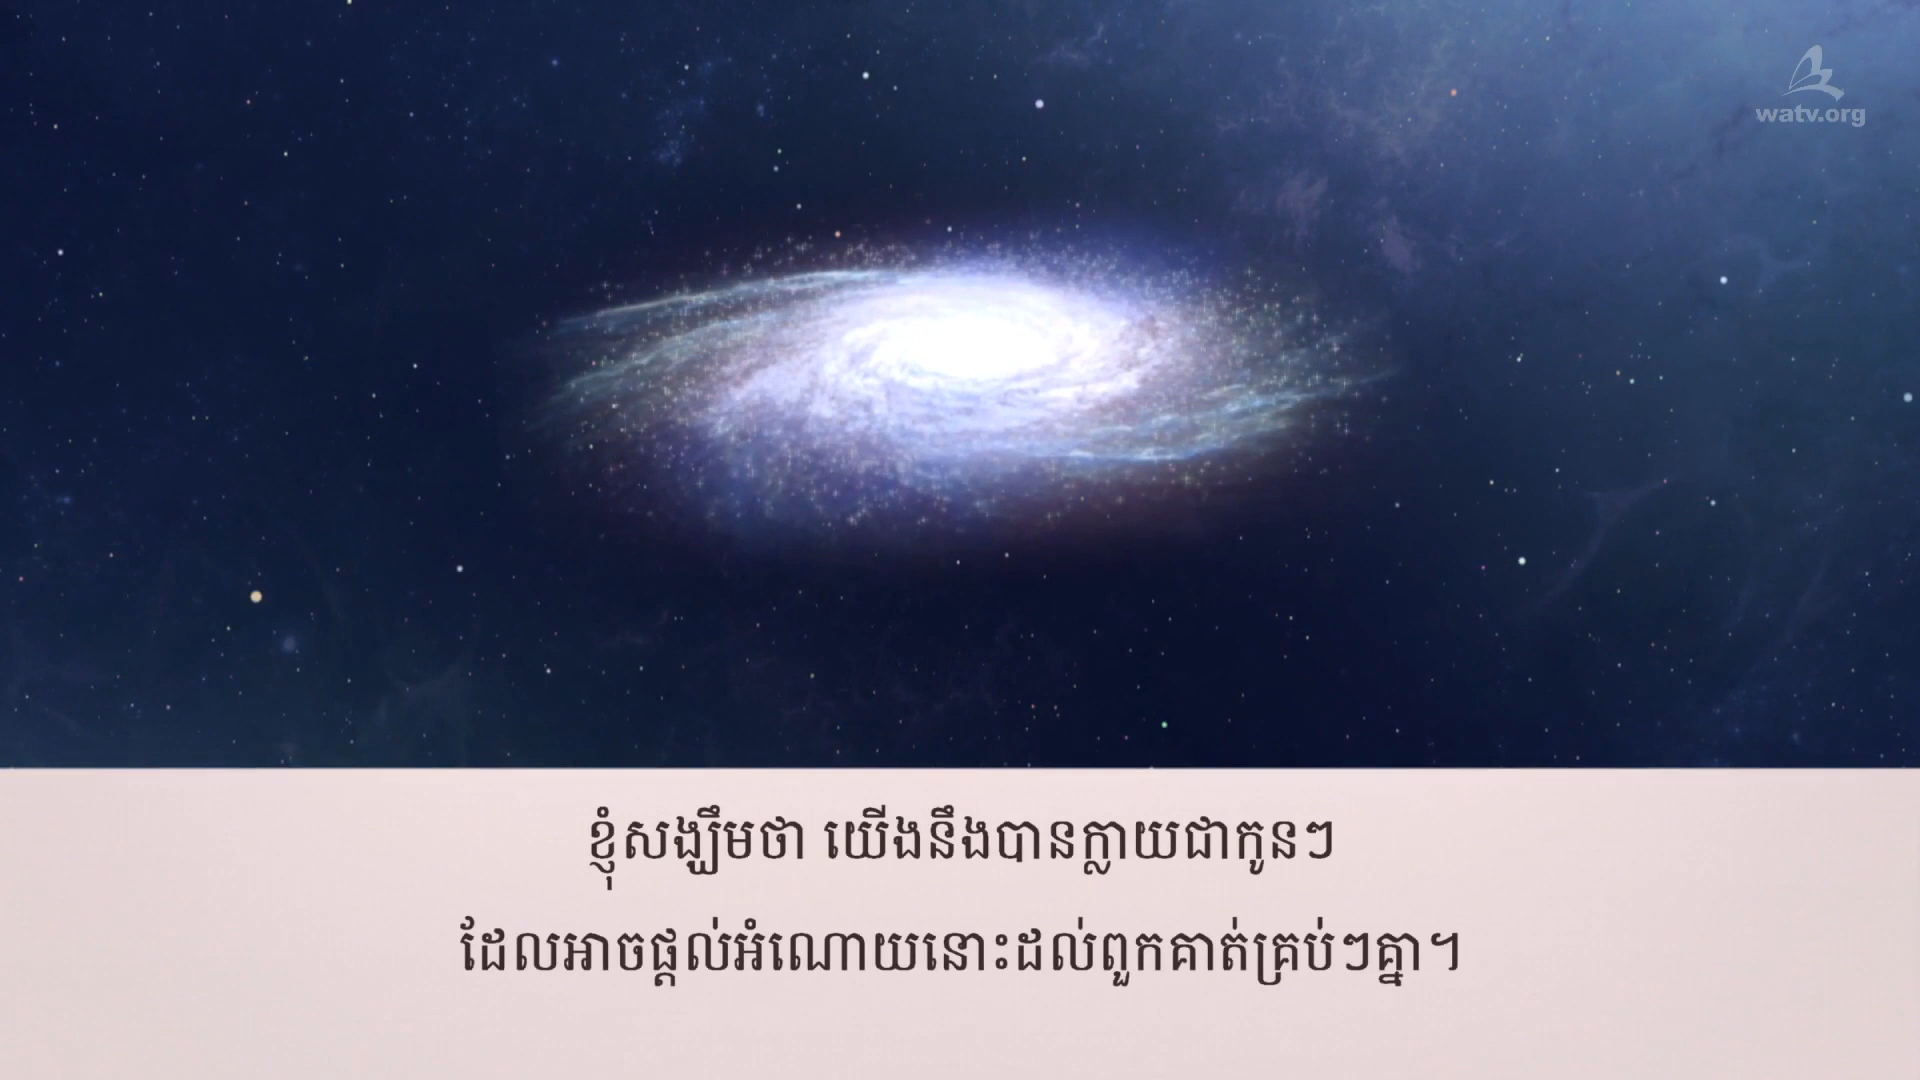 watv.org
ខ្ញុំសង្ឃឹមថា យើងនឹងបានក្លាយជាកូនៗ
ដែលអាចផ្តល់អំណោយនោះដល់ពួកគាត់គ្រប់ៗគ្នា។